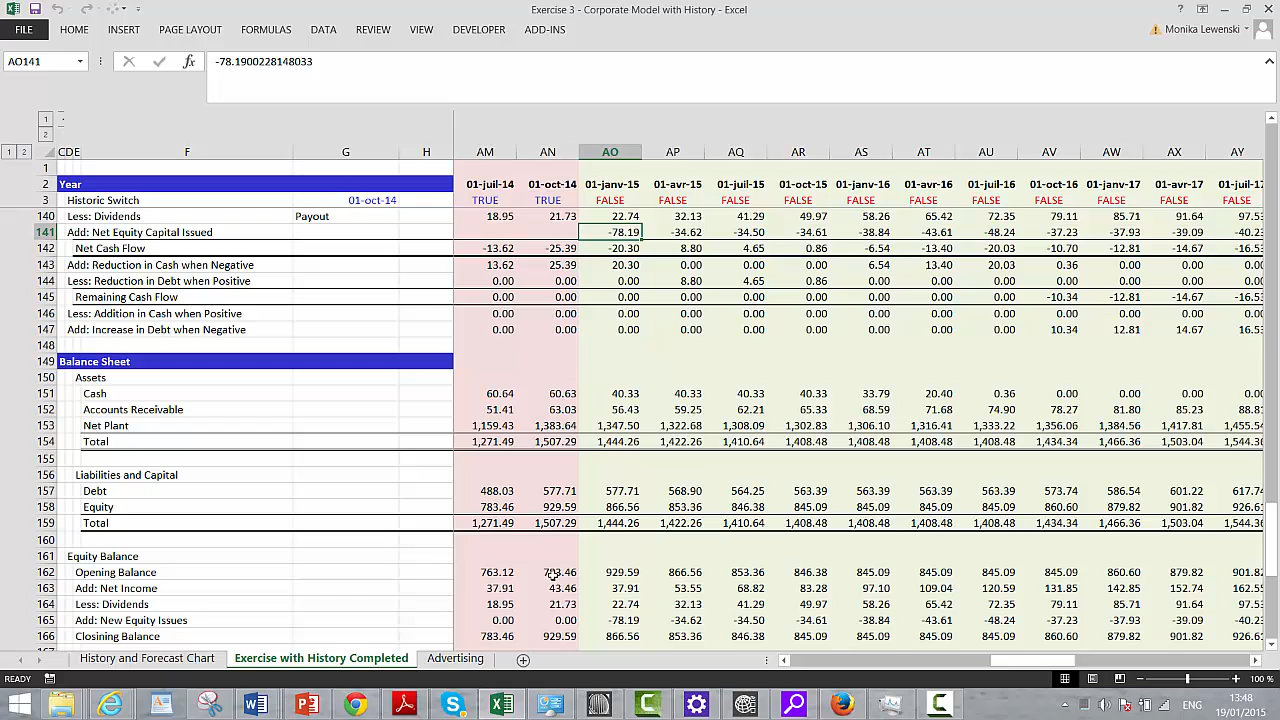 Exercise 3 - Corporate Model with History - Excel
FILE HOME INSERT PAGE LAYOUT FORMULAS DATA REVIEW VIEW DEVELOPER ADD-INS Monika Lewenski
AO141 fx -78.1900228148033
1
2
1 2 CDE F G H AM AN AO AP AQ AR AS AT AU AV AW AX AY
1
2 Year 01-juil-14 01-oct-14 01-janv-15 01-avr-15 01-juil-15 01-oct-15 01-janv-16 01-avr-16 01-juil-16 01-oct-16 01-janv-17 01-avr-17 01-juil-17
3 Historic Switch 01-oct-14 TRUE TRUE FALSE FALSE FALSE FALSE FALSE FALSE FALSE FALSE FALSE FALSE FALSE
140 Less: Dividends Payout 18.95 21.73 22.74 32.13 41.29 49.97 58.26 65.42 72.35 79.11 85.71 91.64 97.53
141 Add: Net Equity Capital Issued -78.19 -34.62 -34.50 -34.61 -38.84 -43.61 -48.24 -37.23 -37.93 -39.09 -40.23
142 Net Cash Flow -13.62 -25.39 -20.30 8.80 4.65 0.86 -6.54 -13.40 -20.03 -10.70 -12.81 -14.67 -16.53
143 Add: Reduction in Cash when Negative 13.62 25.39 20.30 0.00 0.00 0.00 6.54 13.40 20.03 0.36 0.00 0.00 0.00
144 Less: Reduction in Debt when Positive 0.00 0.00 0.00 8.80 4.65 0.86 0.00 0.00 0.00 0.00 0.00 0.00 0.00
145 Remaining Cash Flow 0.00 0.00 0.00 0.00 0.00 0.00 0.00 0.00 0.00 -10.34 -12.81 -14.67 -16.53
146 Less: Addition in Cash when Positive 0.00 0.00 0.00 0.00 0.00 0.00 0.00 0.00 0.00 0.00 0.00 0.00 0.00
147 Add: Increase in Debt when Negative 0.00 0.00 0.00 0.00 0.00 0.00 0.00 0.00 0.00 10.34 12.81 14.67 16.53
148
149 Balance Sheet
150 Assets
151 Cash 60.64 60.63 40.33 40.33 40.33 40.33 33.79 20.40 0.36 0.00 0.00 0.00 0.00
152 Accounts Receivable 51.41 63.03 56.43 59.25 62.21 65.33 68.59 71.68 74.90 78.27 81.80 85.23 88.81
153 Net Plant 1,159.43 1,383.64 1,347.50 1,322.68 1,308.09 1,302.83 1,306.10 1,316.41 1,333.22 1,356.06 1,384.56 1,417.81 1,455.54
154 Total 1,271.49 1,507.29 1,444.26 1,422.26 1,410.64 1,408.48 1,408.48 1,408.48 1,408.48 1,434.34 1,466.36 1,503.04 1,544.36
155
156 Liabilities and Capital
157 Debt 488.03 577.71 577.71 568.90 564.25 563.39 563.39 563.39 563.39 573.74 586.54 601.22 617.74
158 Equity 783.46 929.59 866.56 853.36 846.38 845.09 845.09 845.09 845.09 860.60 879.82 901.82 926.61
159 Total 1,271.49 1,507.29 1,444.26 1,422.26 1,410.64 1,408.48 1,408.48 1,408.48 1,408.48 1,434.34 1,466.36 1,503.04 1,544.36
160
161 Equity Balance
162 Opening Balance 763.12 929.59 866.56 853.36 846.38 845.09 845.09 845.09 845.09 860.60 879.82 901.82
163 Add: Net Income 37.91 43.46 37.91 53.55 68.82 83.28 97.10 109.04 120.59 131.85 142.85 152.74 162.55
164 Less: Dividends 18.95 21.73 22.74 32.13 41.29 49.97 58.26 65.42 72.35 79.11 85.71 91.64 97.53
165 Add: New Equity Issues 0.00 0.00 -78.19 -34.62 -34.50 -34.61 -38.84 -43.61 -48.24 -37.23 -37.93 -39.09 -40.23
166 Closining Balance 783.46 929.59 866.56 853.36 846.38 845.09 845.09 845.09 845.09 860.60 879.82 901.82 926.61
History and Forecast Chart Exercise with History Completed Advertising
READY 100 %
ENG 13:48
19/01/2015